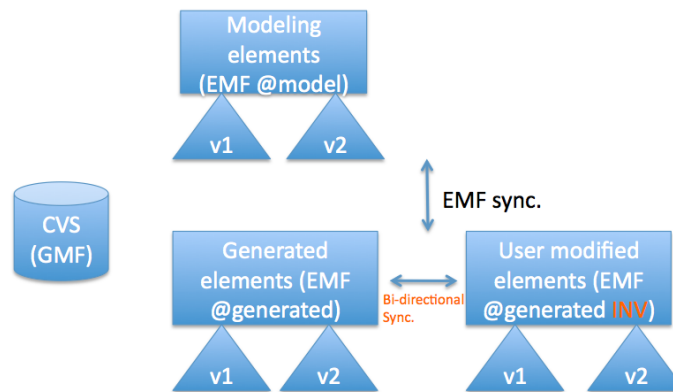 Modeling
elements
(EMF @model)
v1
v2
EMF sync.
CVS
(GMF)
Generated
elements (EMF
@generated)
Bi-directional
Sync.
User modified
elements (EMF
@generated INV)
v1
v2
v1
v2